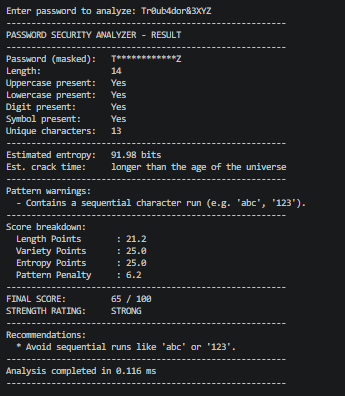 Enter password to analyze: Tr0ub4dor&3XYZ
------------------------------------------------------
PASSWORD SECURITY ANALYZER - RESULT
------------------------------------------------------
Password (masked):  T************Z
Length:             14
Uppercase present:  Yes
Lowercase present:  Yes
Digit present:      Yes
Symbol present:     Yes
Unique characters:  13
------------------------------------------------------
Estimated entropy:  91.98 bits
Est. crack time:    longer than the age of the universe
------------------------------------------------------
Pattern warnings:
  - Contains a sequential character run (e.g. 'abc', '123').
------------------------------------------------------
Score breakdown:
  Length Points      : 21.2
  Variety Points     : 25.0
  Entropy Points     : 25.0
  Pattern Penalty    : 6.2
------------------------------------------------------
FINAL SCORE:        65 / 100
STRENGTH RATING:    STRONG
------------------------------------------------------
Recommendations:
  * Avoid sequential runs like 'abc' or '123'.
------------------------------------------------------
Analysis completed in 0.116 ms
------------------------------------------------------